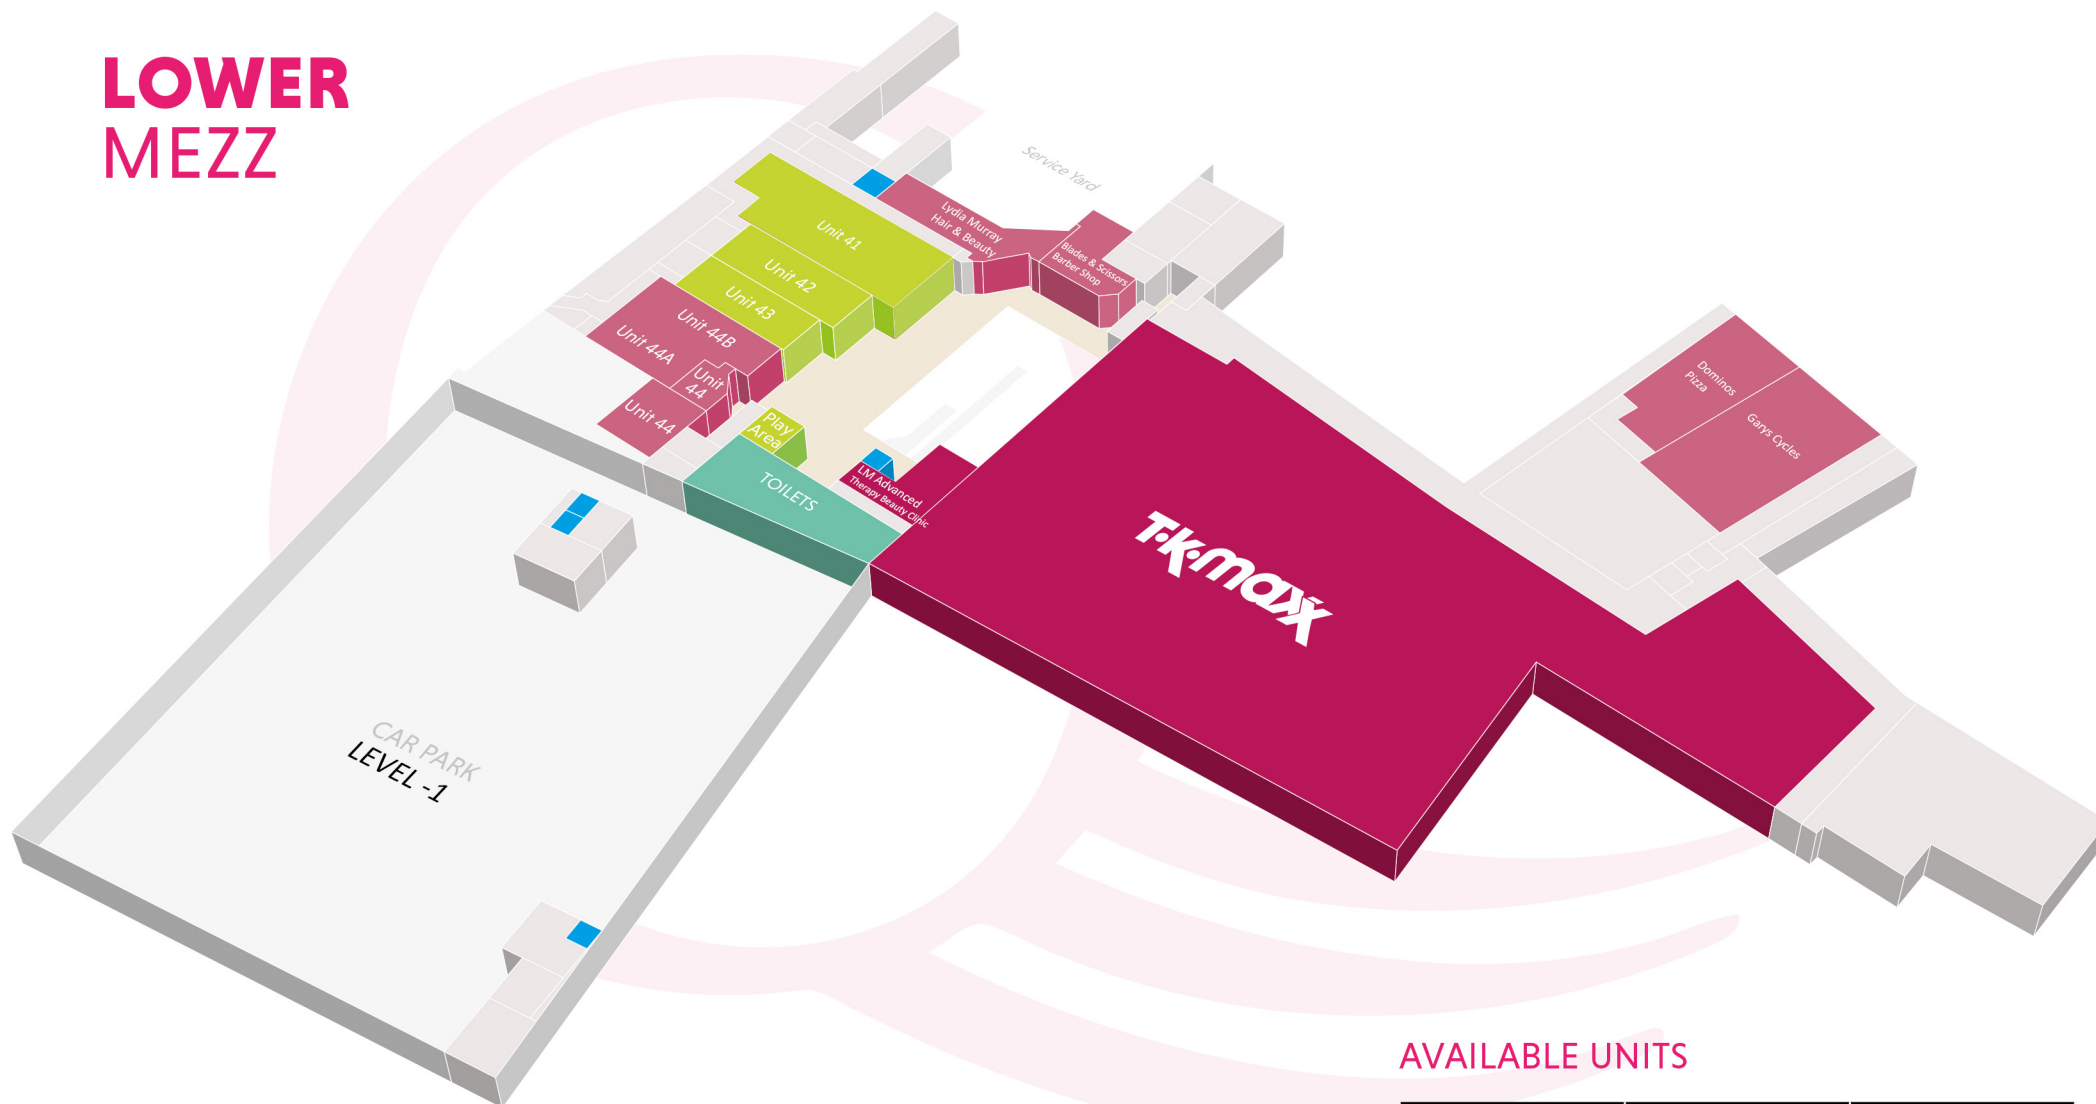 LOWER
MEZZ
Service Yard
Lydia Murray
Hair & Beauty
Blades & Scissors
Barber Shop
Unit 41
Unit 42
Unit 43
Unit 44B
Unit 44A
Unit
44
Unit 44
Play
Area
TOILETS
LM Advanced
Therapy Beauty Clinic
Dominos
Pizza
Garys Cycles
T·k·maxx
CAR PARK
LEVEL -1
AVAILABLE UNITS